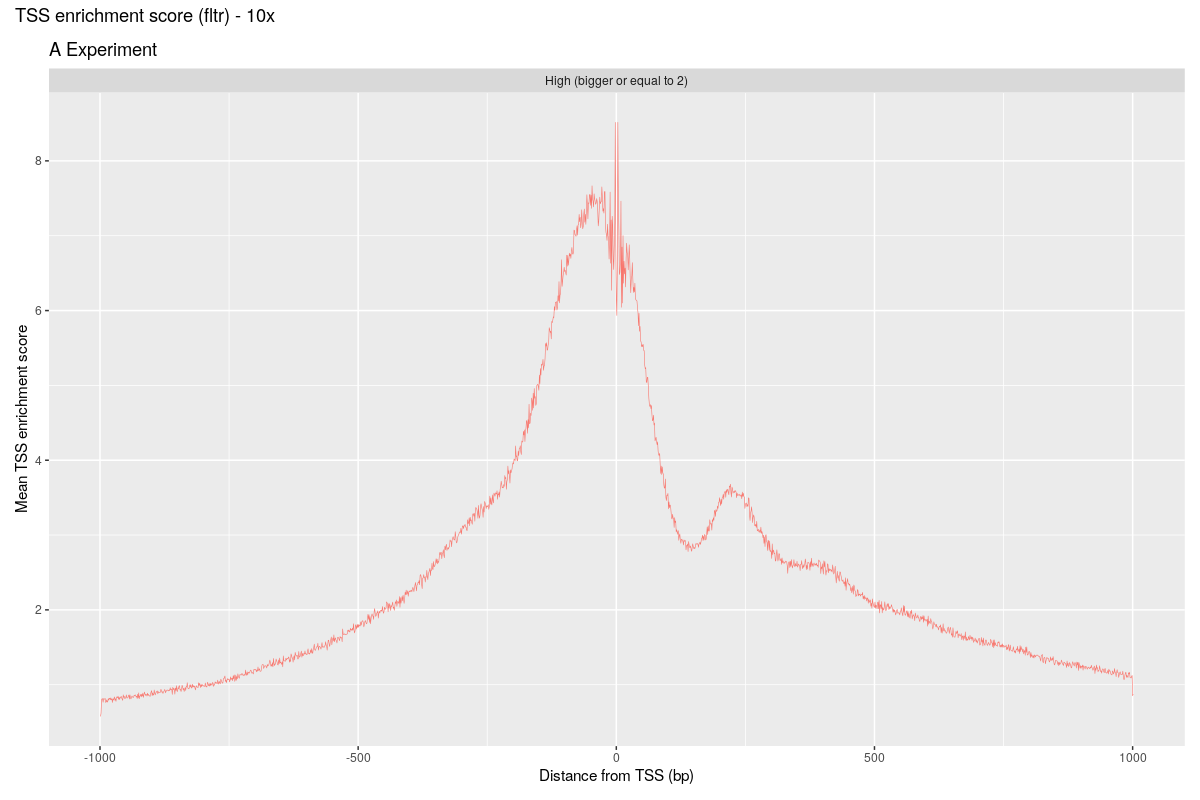 TSS enrichment score (fltr) - 10x
A Experiment
High (bigger or equal to 2)
8
6
4
2
Mean TSS enrichment score
-1000 -500 0 500 1000
Distance from TSS (bp)